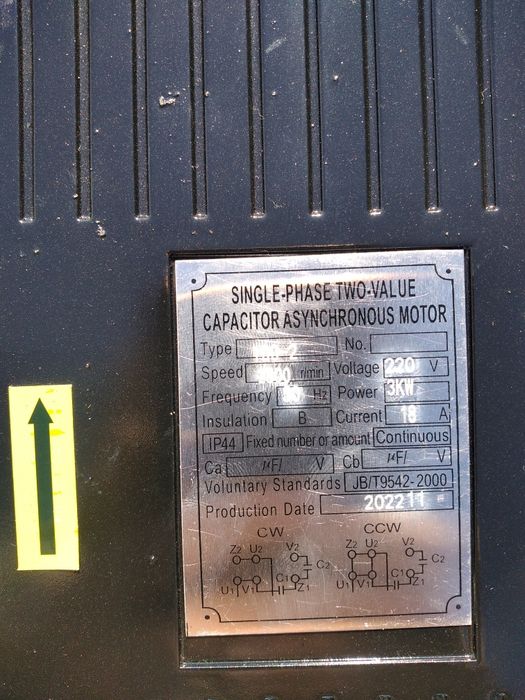 SINGLE-PHASE TWO-VALUE
CAPACITOR ASYNCHRONOUS MOTOR
Type No.
Speed r/min Voltage 220 V
Frequency Hz Power 3KW
Insulation B Current 18 A
IP44 Fixed number or amount Continuous
Ca μF/ V Cb μF/ V
Voluntary Standards JB/T9542-2000
Production Date 202211
CW CCW
Z2 U2 V2 Z2 U2 V2
C2 C2
U1 V1 C1 Z1 U1 V1 C1 Z1